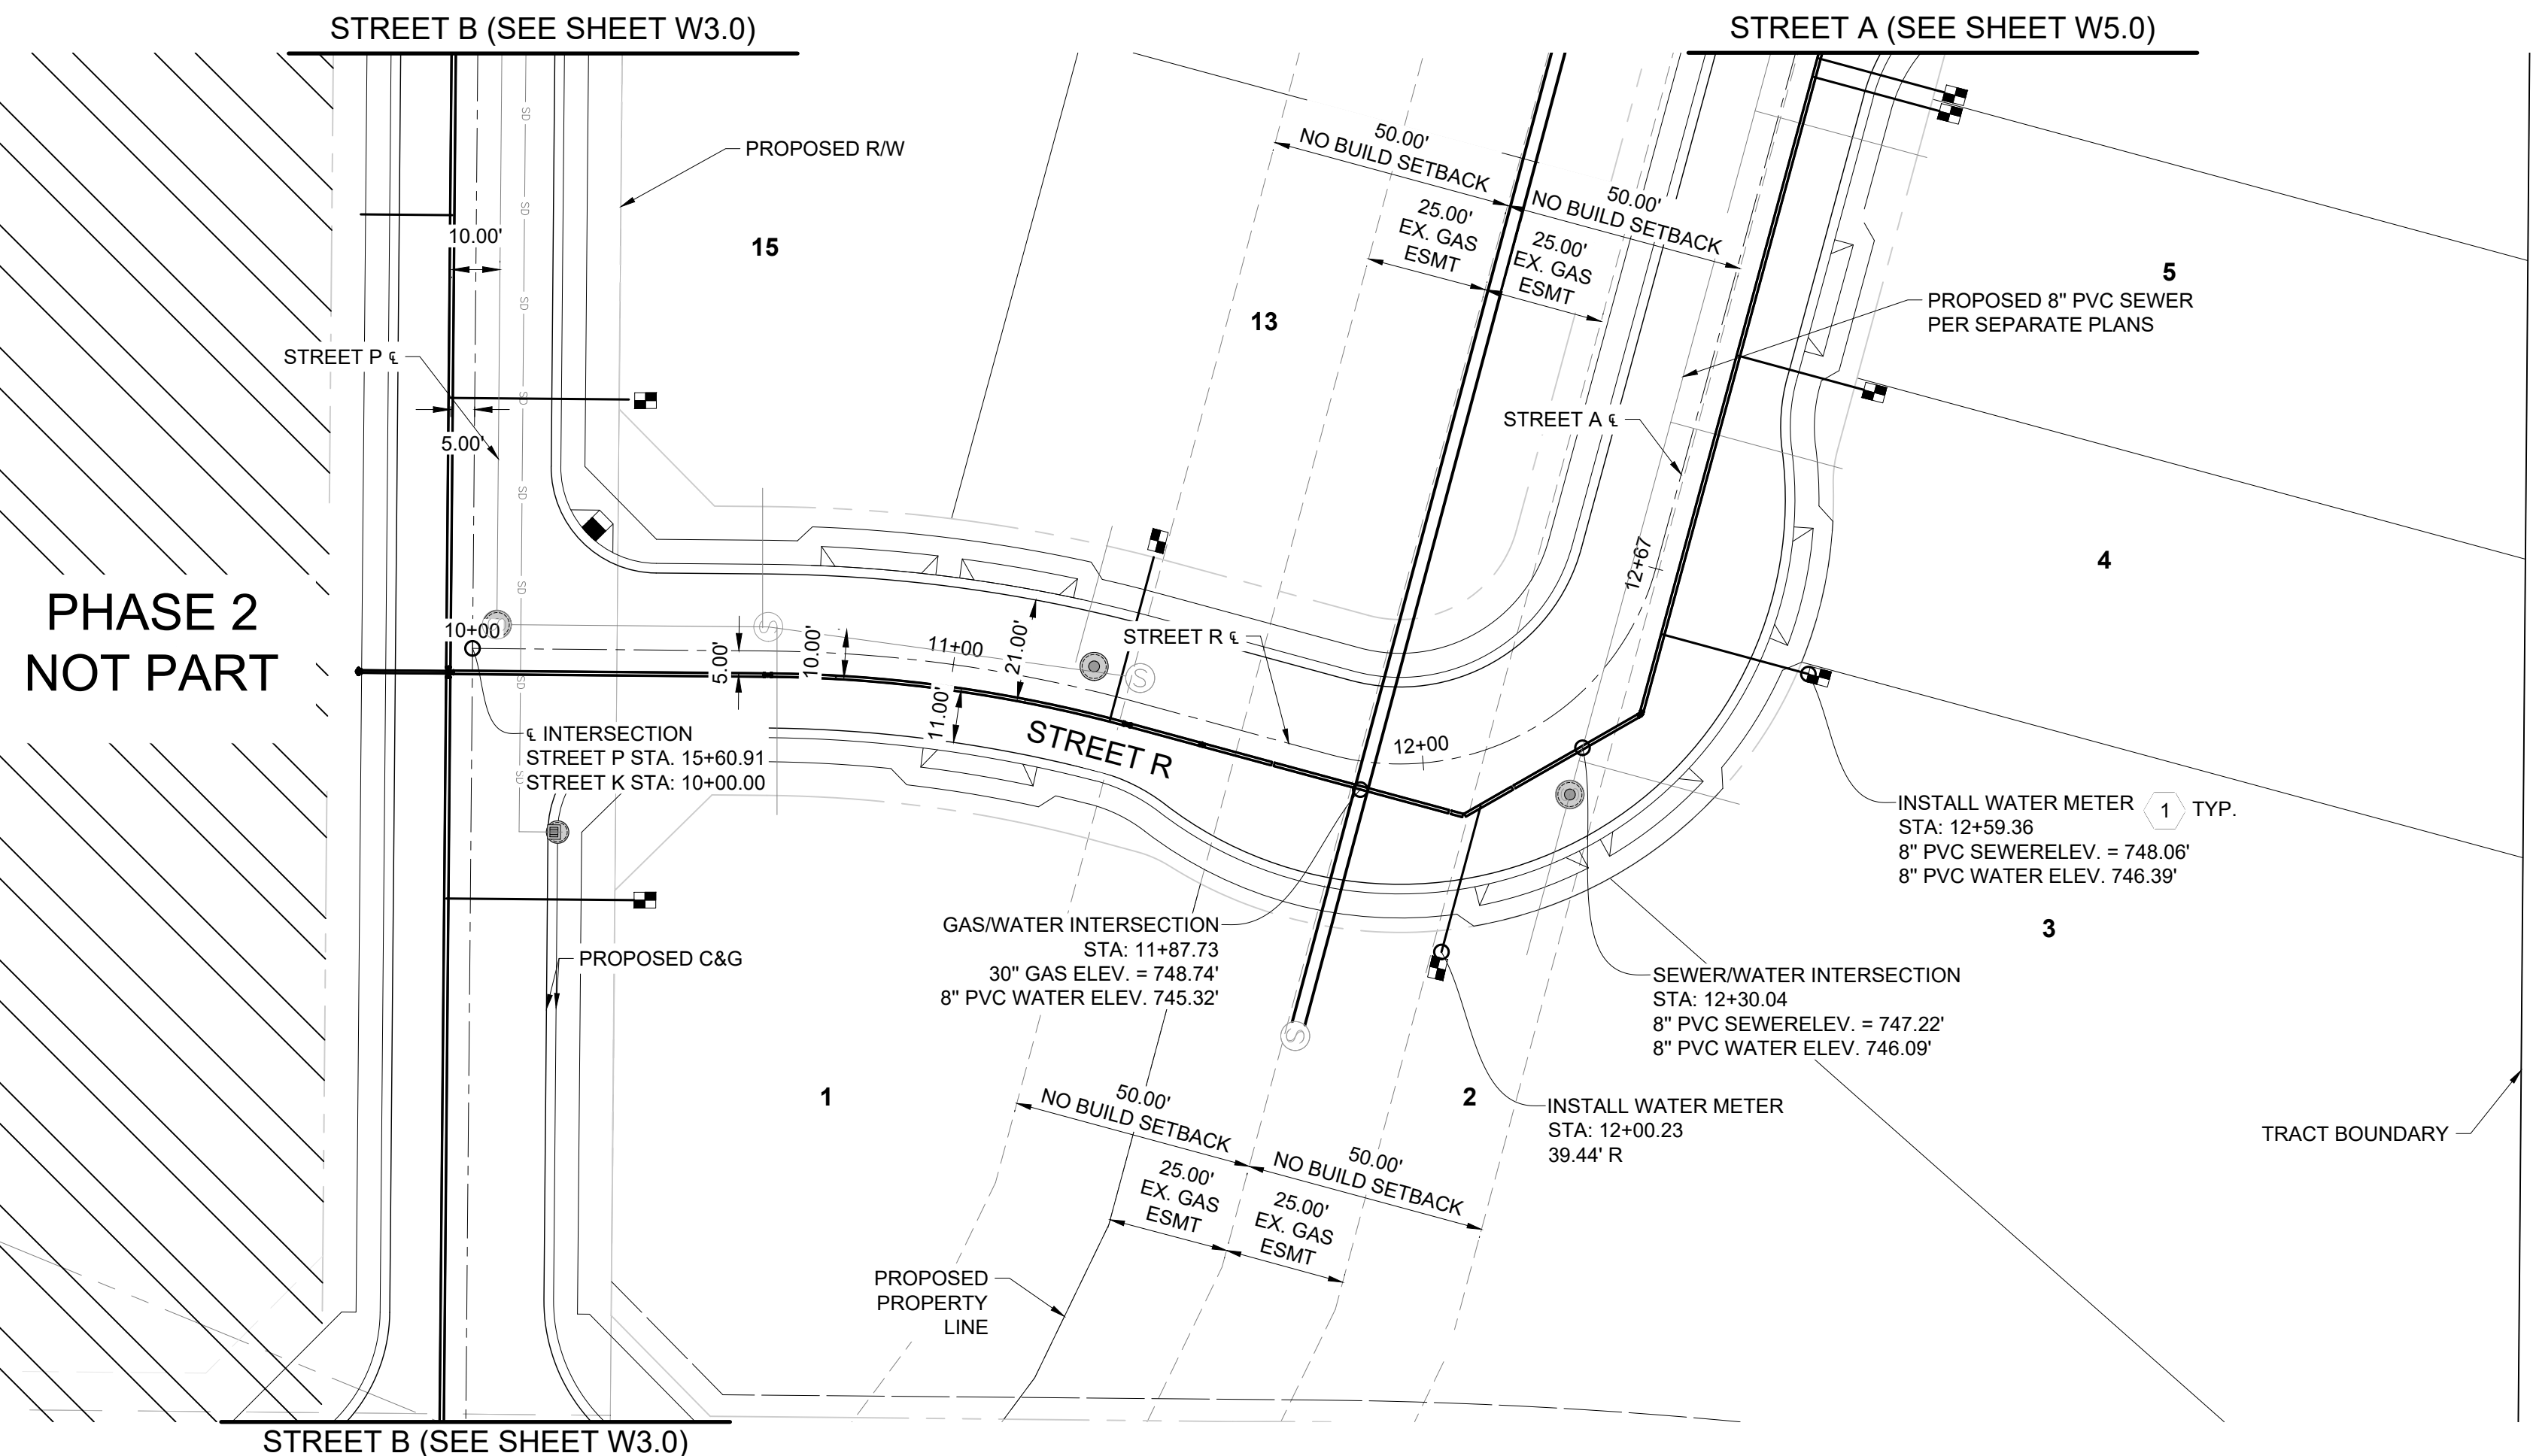 STREET B (SEE SHEET W3.0)
STREET A (SEE SHEET W5.0)
PROPOSED R/W
50.00'
NO BUILD SETBACK
50.00'
NO BUILD SETBACK
25.00'
EX. GAS
ESMT
25.00'
EX. GAS
ESMT
15
13
5
10.00'
PROPOSED 8" PVC SEWER
PER SEPARATE PLANS
STREET P ℄
5.00'
STREET A ℄
SD
SD
SD
SD
SD
SD
SD
SD
4
12+67
PHASE 2
NOT PART
10+00
S
5.00'
10.00'
11+00
21.00'
STREET R ℄
S
11.00'
STREET R
12+00
℄ INTERSECTION
STREET P STA. 15+60.91
STREET K STA: 10+00.00
INSTALL WATER METER 1 TYP.
STA: 12+59.36
8" PVC SEWERELEV. = 748.06'
8" PVC WATER ELEV. 746.39'
3
GAS/WATER INTERSECTION
STA: 11+87.73
30" GAS ELEV. = 748.74'
8" PVC WATER ELEV. 745.32'
PROPOSED C&G
SEWER/WATER INTERSECTION
STA: 12+30.04
8" PVC SEWERELEV. = 747.22'
8" PVC WATER ELEV. 746.09'
S
1
2
50.00'
NO BUILD SETBACK
50.00'
NO BUILD SETBACK
25.00'
EX. GAS
ESMT
25.00'
EX. GAS
ESMT
INSTALL WATER METER
STA: 12+00.23
39.44' R
TRACT BOUNDARY
PROPOSED
PROPERTY
LINE
STREET B (SEE SHEET W3.0)